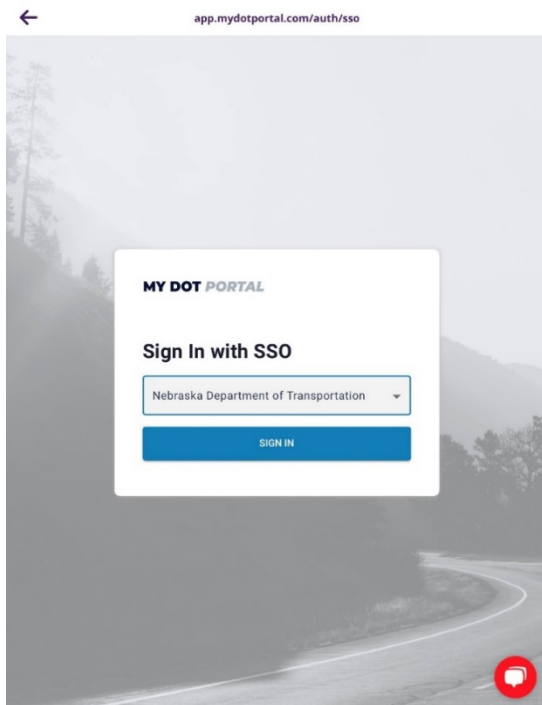 app.mydotportal.com/auth/sso
MY DOT PORTAL
Sign In with SSO
Nebraska Department of Transportation
SIGN IN